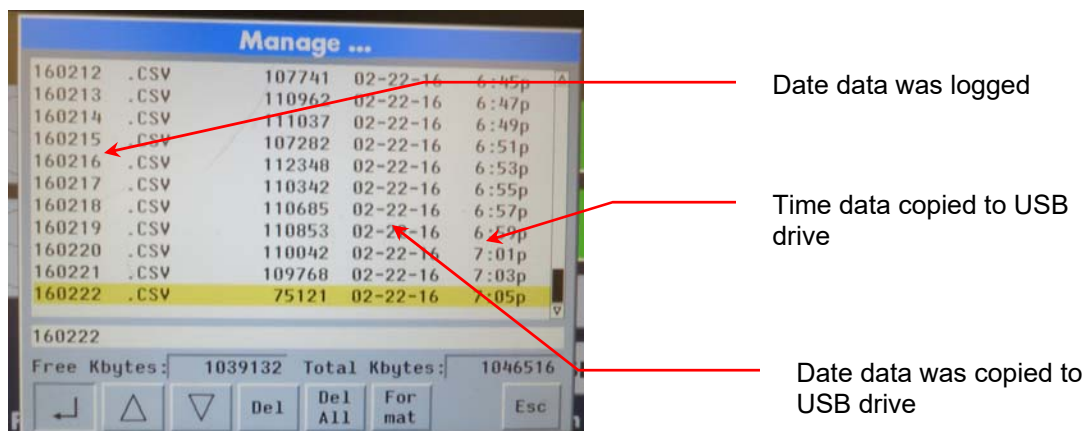 Manage ...
160212 .CSV 107741 02-22-16 6:45p
160213 .CSV 110962 02-22-16 6:47p
160214 .CSV 111037 02-22-16 6:49p
160215 .CSV 107282 02-22-16 6:51p
160216 .CSV 112348 02-22-16 6:53p
160217 .CSV 110342 02-22-16 6:55p
160218 .CSV 110685 02-22-16 6:57p
160219 .CSV 110853 02-22-16 6:59p
160220 .CSV 110042 02-22-16 7:01p
160221 .CSV 109768 02-22-16 7:03p
160222 .CSV 75121 02-22-16 7:05p
160222
Free Kbytes: 1039132 Total Kbytes: 1046516
Del
Del All
For mat
Esc
Date data was logged
Time data copied to USB
drive
Date data was copied to
USB drive